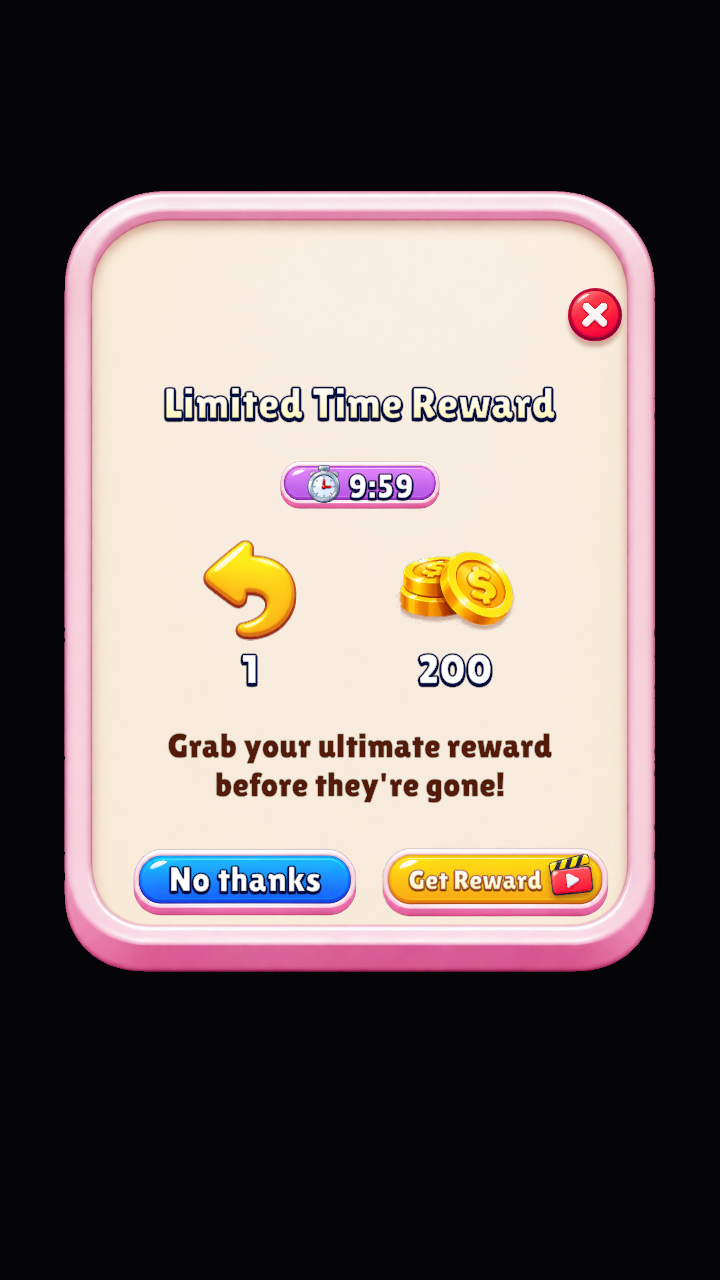 Limited Time Reward
9:59
1
200
Grab your ultimate reward
before they're gone!
No thanks
Get Reward